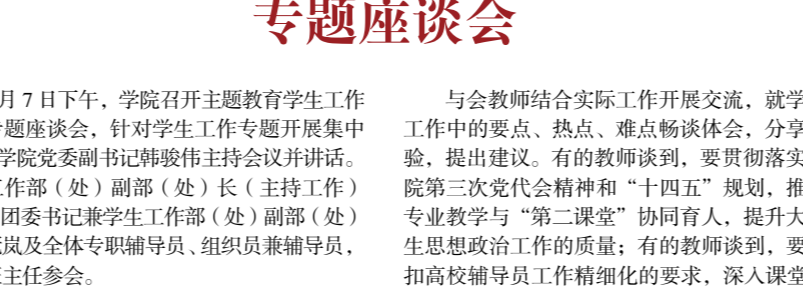 专题座谈会
月 7 日下午，学院召开主题教育学生工作
专题座谈会，针对学生工作专题开展集中
学院党委副书记韩骏伟主持会议并讲话。
工作部（处）副部（处）长（主持工作）
团委书记兼学生工作部（处）副部（处）
岚及全体专职辅导员、组织员兼辅导员，
班主任参会。
与会教师结合实际工作开展交流，就学
工作中的要点、热点、难点畅谈体会，分享
验，提出建议。有的教师谈到，要贯彻落实
院第三次党代会精神和“十四五”规划，推
专业教学与“第二课堂”协同育人，提升大
生思想政治工作的质量；有的教师谈到，要
扣高校辅导员工作精细化的要求，深入课堂